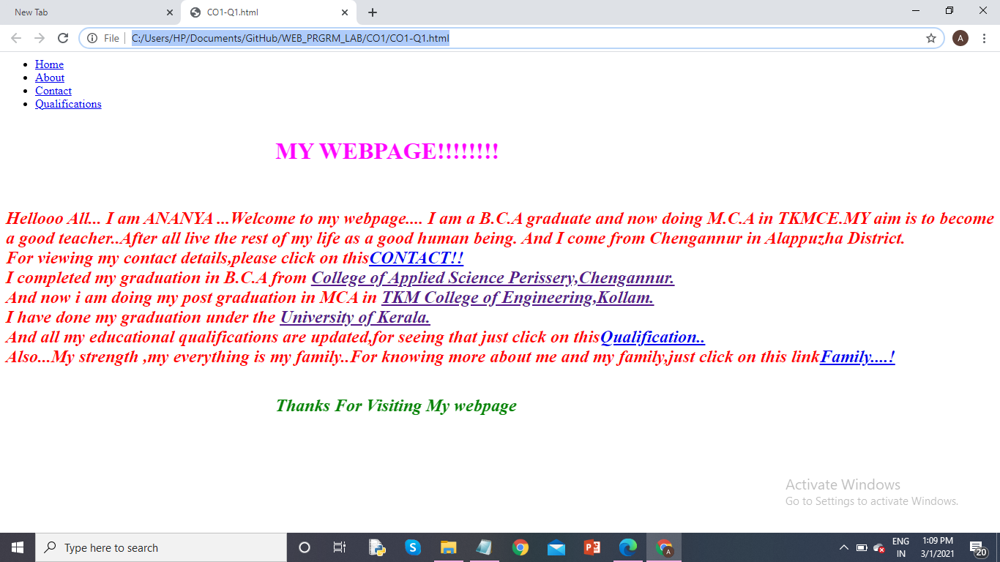 New Tab
CO1-Q1.html
File C:/Users/HP/Documents/GitHub/WEB_PRGRM_LAB/CO1/CO1-Q1.html
A
Home
About
Contact
Qualifications
MY WEBPAGE!!!!!!!!
Hellooo All... I am ANANYA ...Welcome to my webpage.... I am a B.C.A graduate and now doing M.C.A in TKMCE.MY aim is to become
a good teacher..After all live the rest of my life as a good human being. And I come from Chengannur in Alappuzha District.
For viewing my contact details,please click on thisCONTACT!!
I completed my graduation in B.C.A from College of Applied Science Perissery,Chengannur.
And now i am doing my post graduation in MCA in TKM College of Engineering,Kollam.
I have done my graduation under the University of Kerala.
And all my educational qualifications are updated,for seeing that just click on thisQualification..
Also...My strength ,my everything is my family..For knowing more about me and my family,just click on this linkFamily....!
Thanks For Visiting My webpage
Activate Windows
Go to Settings to activate Windows.
Type here to search
ENG
IN
1:09 PM
3/1/2021
20